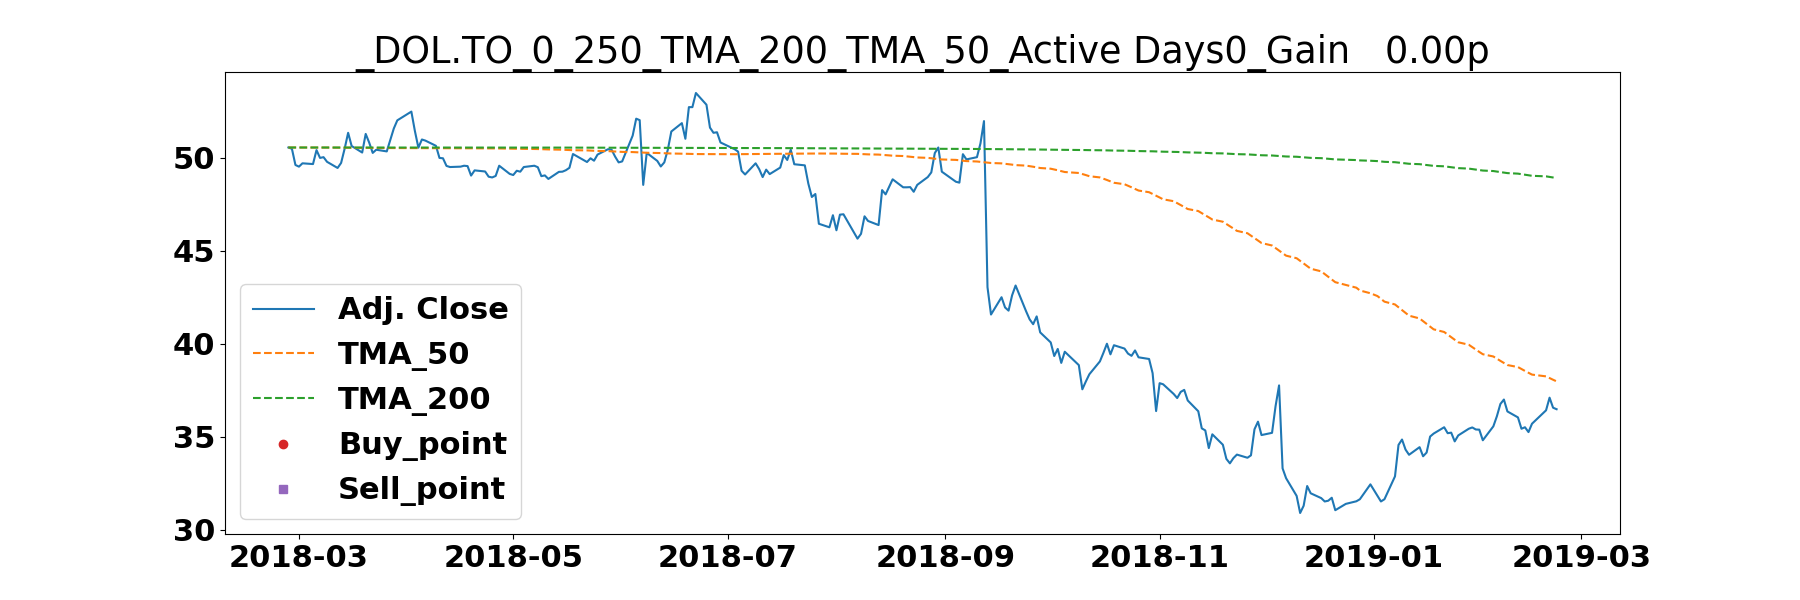 _DOL.TO_0_250_TMA_200_TMA_50_Active Days0_Gain   0.00p
50
45
40
35
30
Adj. Close
TMA_50
TMA_200
Buy_point
Sell_point
2018-03 2018-05 2018-07 2018-09 2018-11 2019-01 2019-03